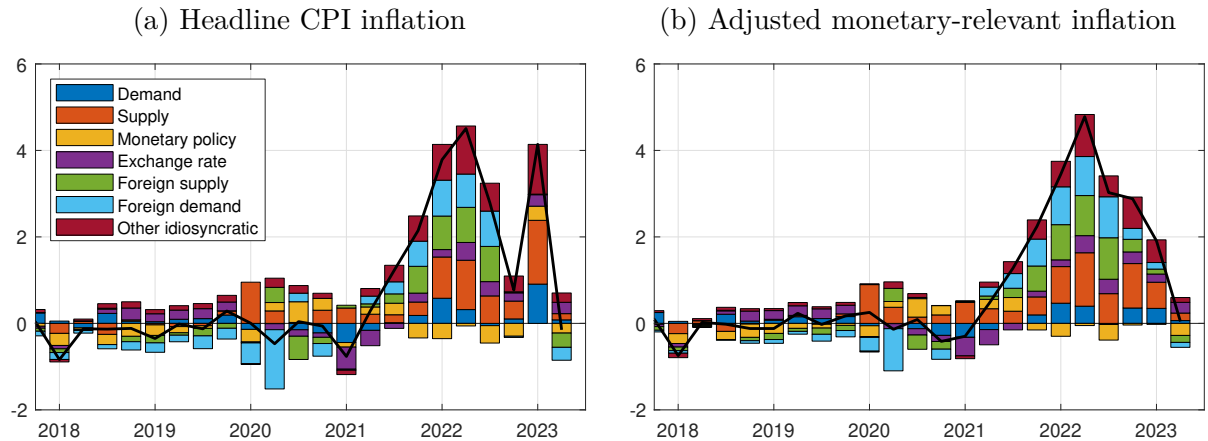 (a) Headline CPI inflation
6
4
2
0
-2
2018 2019 2020 2021 2022 2023
Demand
Supply
Monetary policy
Exchange rate
Foreign supply
Foreign demand
Other idiosyncratic
(b) Adjusted monetary-relevant inflation
6
4
2
0
-2
2018 2019 2020 2021 2022 2023